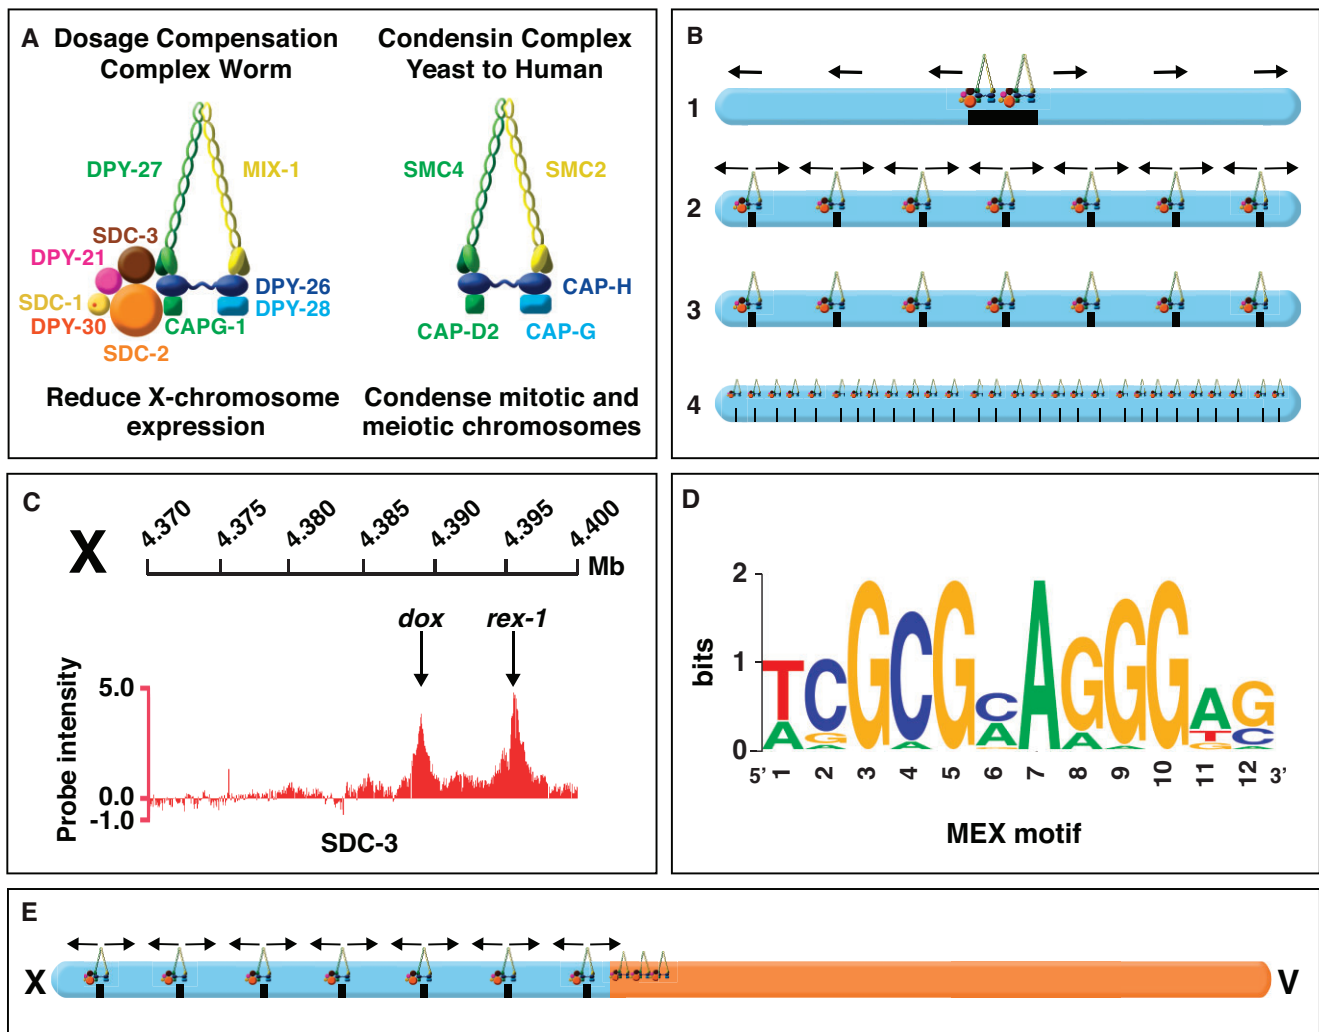 A
Dosage Compensation
Complex Worm
Condensin Complex
Yeast to Human
DPY-27
MIX-1
SDC-3
DPY-21
SDC-1
DPY-30
SDC-2
CAPG-1
DPY-26
DPY-28
SMC4
SMC2
CAP-H
CAP-D2
CAP-G
Reduce X-chromosome
expression
Condense mitotic and
meiotic chromosomes
B
1
2
3
4
C
X
4.370
4.375
4.380
4.385
4.390
4.395
4.400
Mb
dox
rex-1
Probe intensity
5.0
0.0
-1.0
SDC-3
D
bits
2
1
0
T C G C G C A G G G A G
A G A A A A T C
A G A
5’ 1 2 3 4 5 6 7 8 9 10 11 12 3’
MEX motif
E
X
V